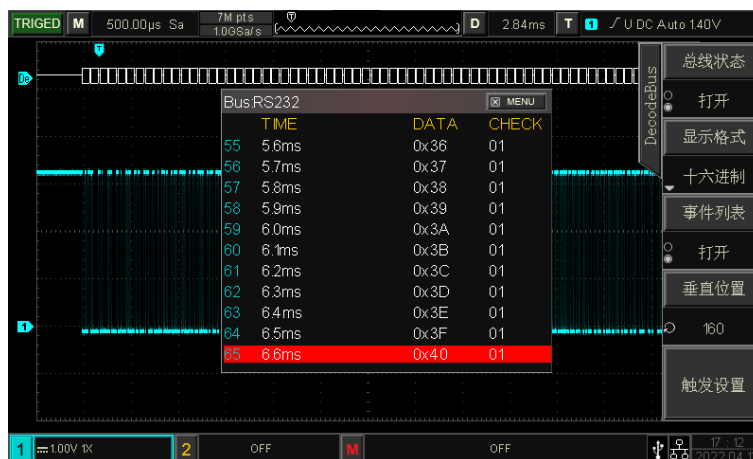 TRIGED M 500.00μs Sa 7M pts 1.0GSa/s D 2.84ms T 1 U DC Auto 1.40V
T
Bus:RS232 MENU
TIME DATA CHECK
55 5.6ms 0x36 01
56 5.7ms 0x37 01
57 5.8ms 0x38 01
58 5.9ms 0x39 01
59 6.0ms 0x3A 01
60 6.1ms 0x3B 01
61 6.2ms 0x3C 01
62 6.3ms 0x3D 01
63 6.4ms 0x3E 01
64 6.5ms 0x3F 01
65 6.6ms 0x40 01
1
DecodeBus
总线状态
打开
显示格式
十六进制
事件列表
打开
垂直位置
160
触发设置
1 1.00V 1X 2 OFF M OFF 17:12